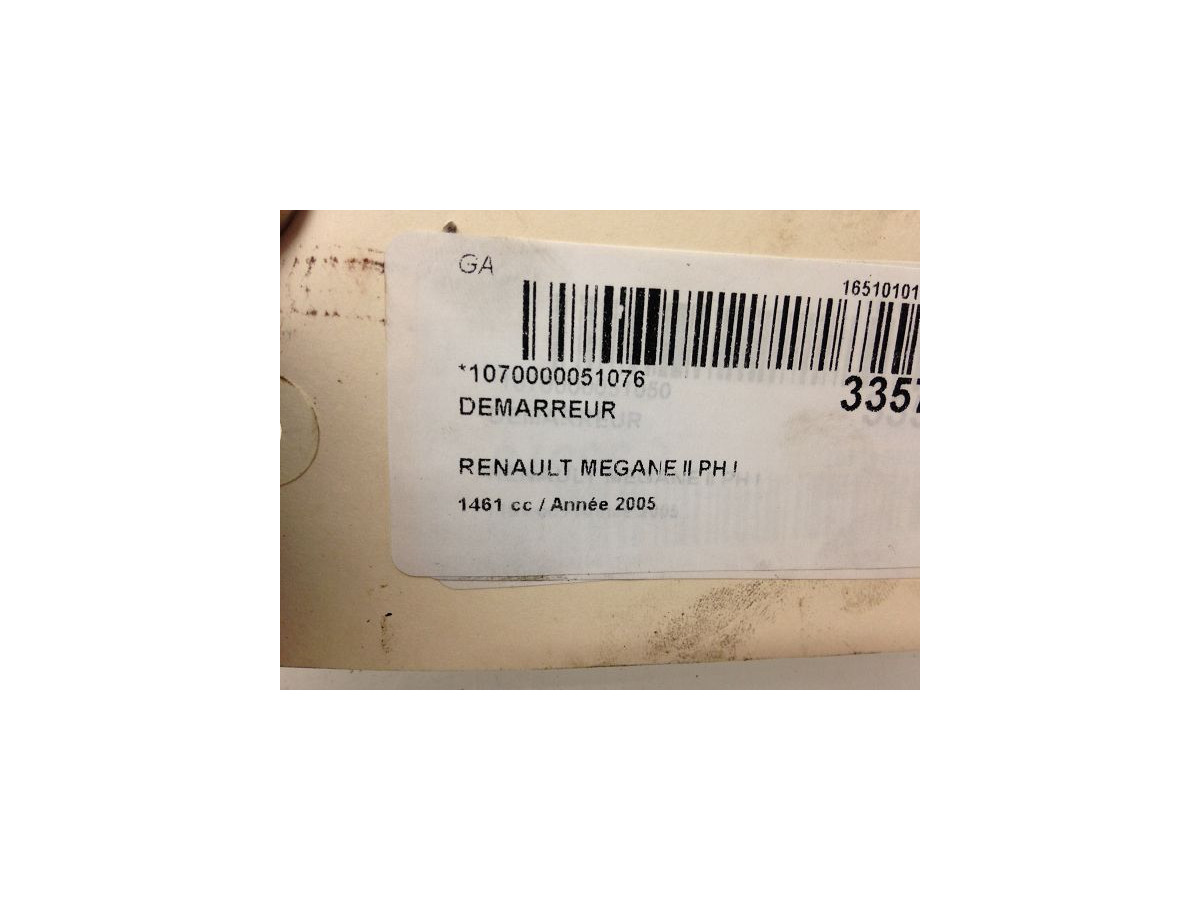 GA
16510101
*1070000051076
3357
DEMARREUR
RENAULT MEGANE II PH I
1461 cc / Année 2005